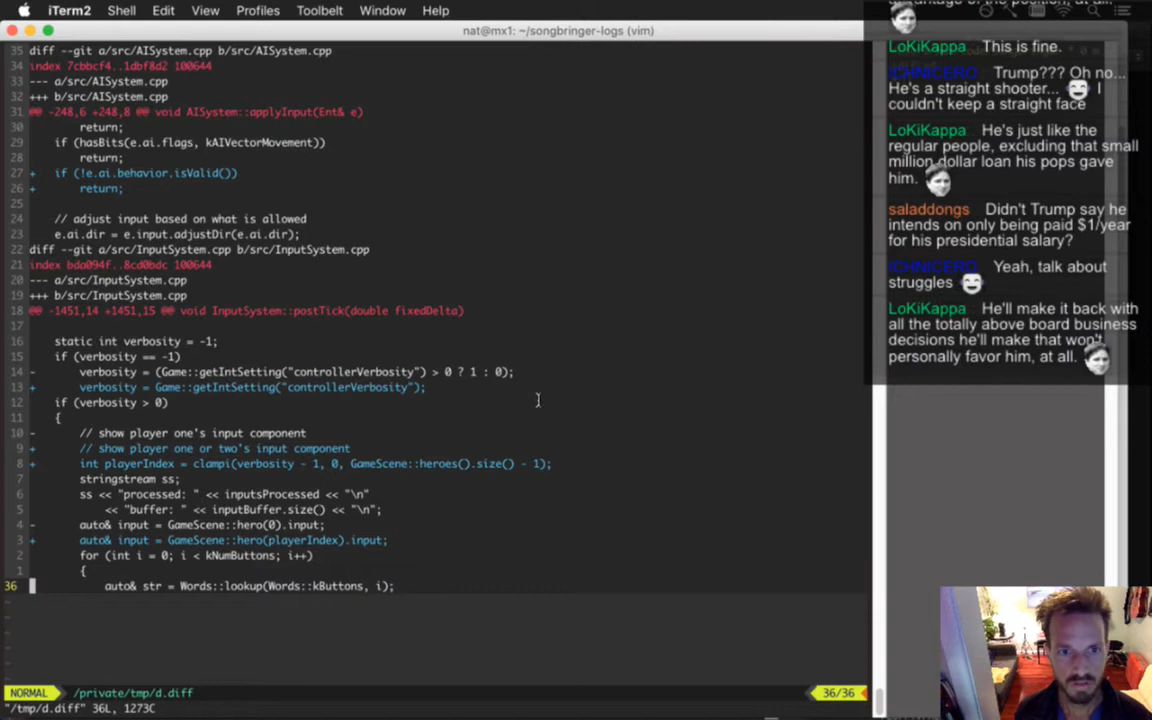 iTerm2 Shell Edit View Profiles Toolbelt Window Help
nat@mx1: ~/songbringer-logs (vim)
35 diff --git a/src/AISystem.cpp b/src/AISystem.cpp
34 index 7cbbcf4..1dbf8d2 100644
33 --- a/src/AISystem.cpp
32 +++ b/src/AISystem.cpp
31 @@ -248,6 +248,8 @@ void AISystem::applyInput(Ent& e)
30 return;
29 if (hasBits(e.ai.flags, kAIVectorMovement))
28 return;
27 + if (!e.ai.behavior.isValid())
26 + return;
25
24 // adjust input based on what is allowed
23 e.ai.dir = e.input.adjustDir(e.ai.dir);
22 diff --git a/src/InputSystem.cpp b/src/InputSystem.cpp
21 index bda094f..8cd0bdc 100644
20 --- a/src/InputSystem.cpp
19 +++ b/src/InputSystem.cpp
18 @@ -1451,14 +1451,15 @@ void InputSystem::postTick(double fixedDelta)
17
16 static int verbosity = -1;
15 if (verbosity == -1)
14 - verbosity = (Game::getIntSetting("controllerVerbosity") > 0 ? 1 : 0);
13 + verbosity = Game::getIntSetting("controllerVerbosity");
12 if (verbosity > 0)
11 {
10 - // show player one's input component
9 + // show player one or two's input component
8 + int playerIndex = clampi(verbosity - 1, 0, GameScene::heroes().size() - 1);
7 stringstream ss;
6 ss << "processed: " << inputsProcessed << "\n"
5 << "buffer: " << inputBuffer.size() << "\n";
4 - auto& input = GameScene::hero(0).input;
3 + auto& input = GameScene::hero(playerIndex).input;
2 for (int i = 0; i < kNumButtons; i++)
1 {
36 auto& str = Words::lookup(Words::kButtons, i);
~
~
~
~
~
~
NORMAL /private/tmp/d.diff 36/36
"/tmp/d.diff" 36L, 1273C
LoKiKappa This is fine.
ICHNICERO Trump??? Oh no...
He's a straight shooter... I
couldn't keep a straight face
LoKiKappa He's just like the
regular people, excluding that small
million dollar loan his pops gave
him.
saladdongs Didn't Trump say he
intends on only being paid $1/year
for his presidential salary?
ICHNICERO Yeah, talk about
struggles
LoKiKappa He'll make it back with
all the totally above board business
decisions he'll make that won't
personally favor him, at all.